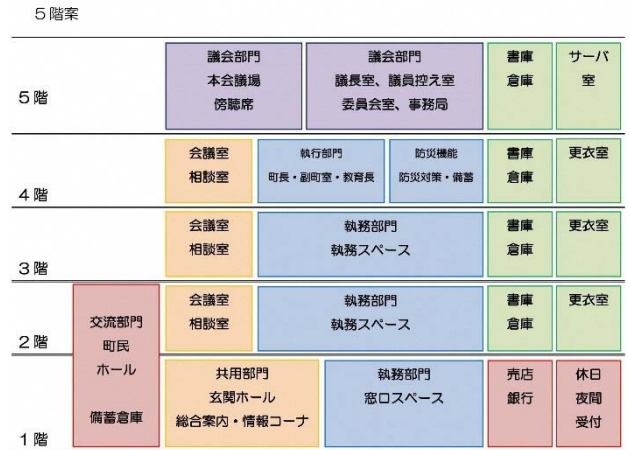 ５階案
議会部門
本会議場
傍聴席
議会部門
議長室、議員控え室
委員会室、事務局
書庫
倉庫
サーバ
室
５階
会議室
相談室
執行部門
町長・副町室・教育長
防災機能
防災対策・備蓄
書庫
倉庫
更衣室
４階
会議室
相談室
執務部門
執務スペース
書庫
倉庫
更衣室
３階
交流部門
町民
ホール
備蓄倉庫
会議室
相談室
執務部門
執務スペース
書庫
倉庫
更衣室
２階
共用部門
玄関ホール
総合案内・情報コーナ
執務部門
窓口スペース
売店
銀行
休日
夜間
受付
１階